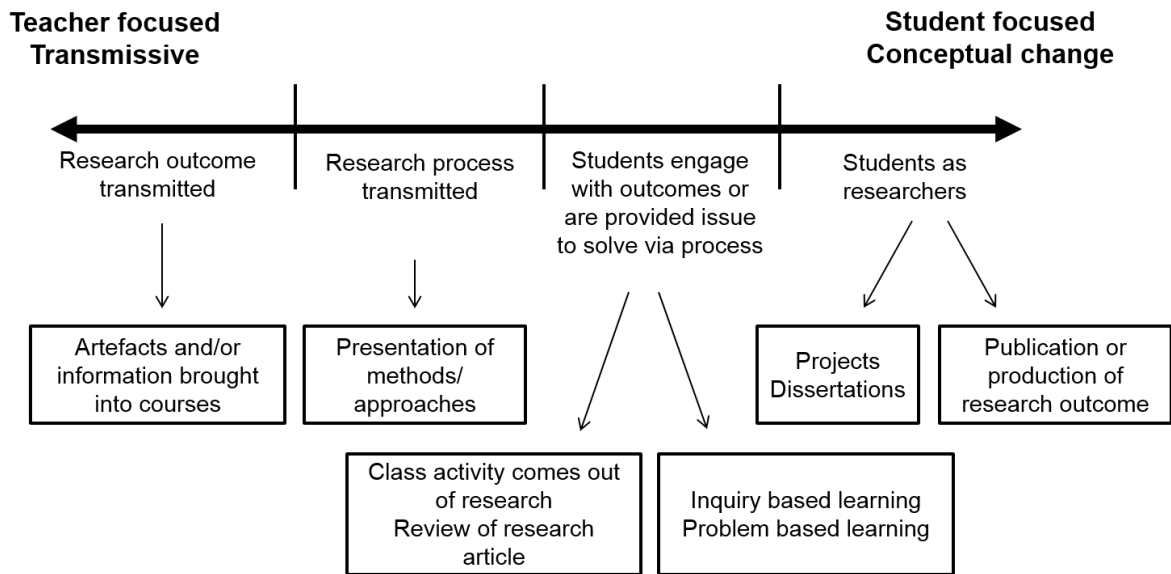 Teacher focused
Transmissive
Student focused
Conceptual change
Research outcome
transmitted
Research process
transmitted
Students engage
with outcomes or
are provided issue
to solve via process
Students as
researchers
Artefacts and/or
information brought
into courses
Presentation of
methods/
approaches
Projects
Dissertations
Publication or
production of
research outcome
Class activity comes out
of research
Review of research
article
Inquiry based learning
Problem based learning